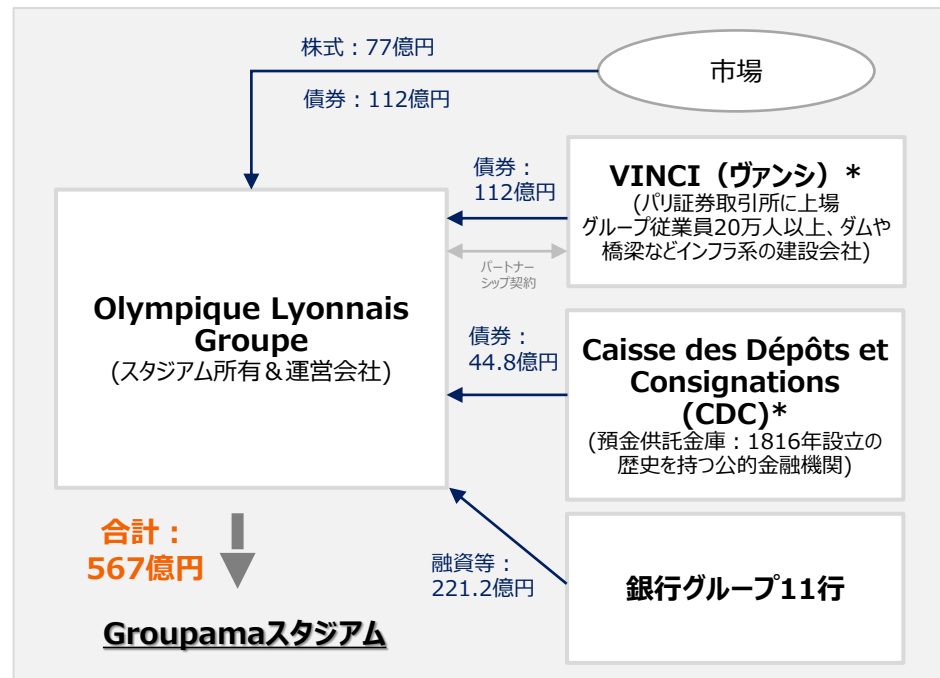 株式：77億円
債券：112億円
市場
債券：
112億円
VINCI（ヴァンシ）*
(パリ証券取引所に上場
グループ従業員20万人以上、ダムや
橋梁などインフラ系の建設会社)
パートナー
シップ契約
Olympique Lyonnais
Groupe
(スタジアム所有＆運営会社)
債券：
44.8億円
Caisse des Dépôts et
Consignations
(CDC)*
(預金供託金庫：1816年設立の
歴史を持つ公的金融機関)
合計：
567億円
融資等：
221.2億円
銀行グループ11行
Groupamaスタジアム